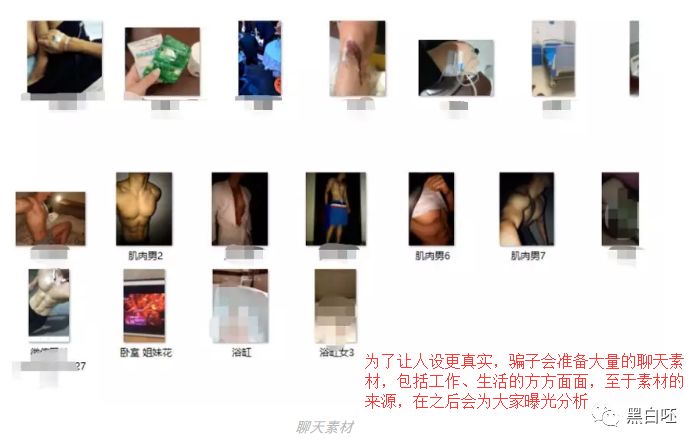 肌肉男2
肌肉男6
肌肉男7
27
卧室 姐妹花
浴缸
浴缸女3
为了让人设更真实，骗子会准备大量的聊天素
材，包括工作、生活的方方面面，至于素材的
来源，在之后会为大家曝光分析
黑白呸
聊天素材